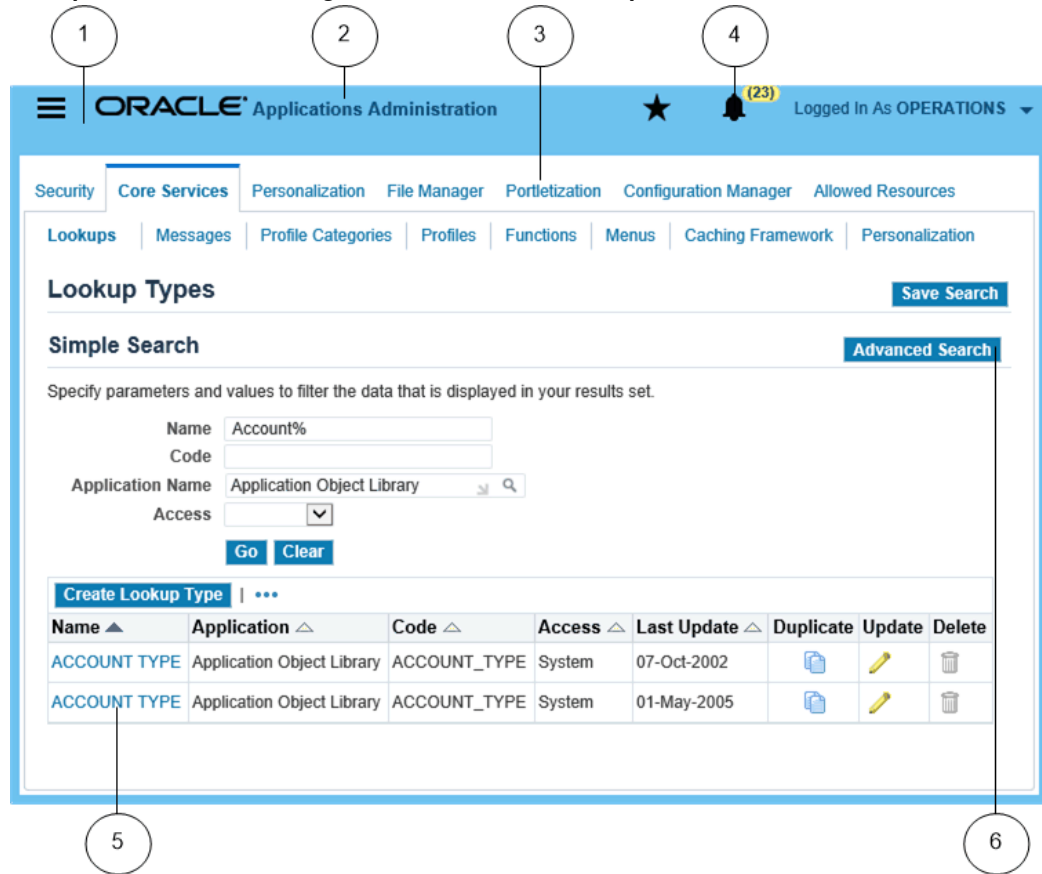 1 2 3 4
ORACLE Applications Administration (23) Logged In As OPERATIONS
Security Core Services Personalization File Manager Portletization Configuration Manager Allowed Resources
Lookups Messages Profile Categories Profiles Functions Menus Caching Framework Personalization
Lookup Types Save Search
Simple Search Advanced Search
Specify parameters and values to filter the data that is displayed in your results set.
Name Account%
Code
Application Name Application Object Library
Access
Go Clear
Create Lookup Type | •••
Name Application Code Access Last Update Duplicate Update Delete
ACCOUNT TYPE Application Object Library ACCOUNT_TYPE System 07-Oct-2002
ACCOUNT TYPE Application Object Library ACCOUNT_TYPE System 01-May-2005
5 6